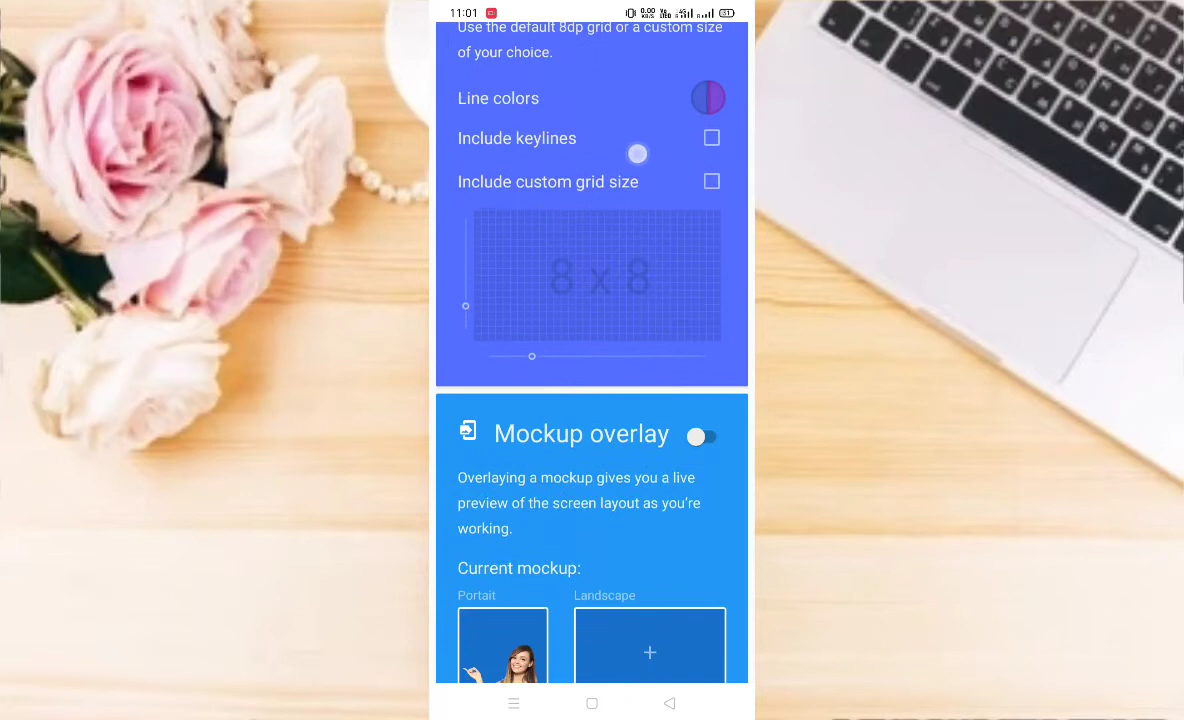 11:01
Use the default 8dp grid or a custom size
of your choice.
Line colors
Include keylines
Include custom grid size
8 x 8
Mockup overlay
Overlaying a mockup gives you a live
preview of the screen layout as you're
working.
Current mockup:
Portait
Landscape
+